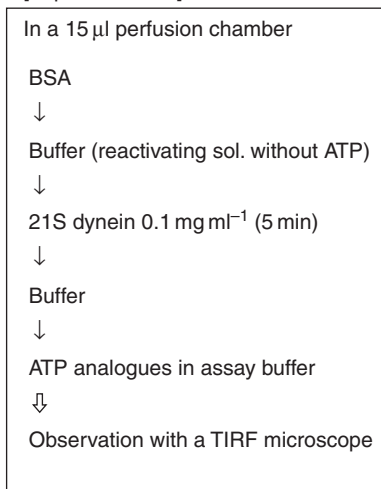 In a 15 μl perfusion chamber
BSA
↓
Buffer (reactivating sol. without ATP)
↓
21S dynein 0.1 mg ml⁻¹ (5 min)
↓
Buffer
↓
ATP analogues in assay buffer
⇩
Observation with a TIRF microscope